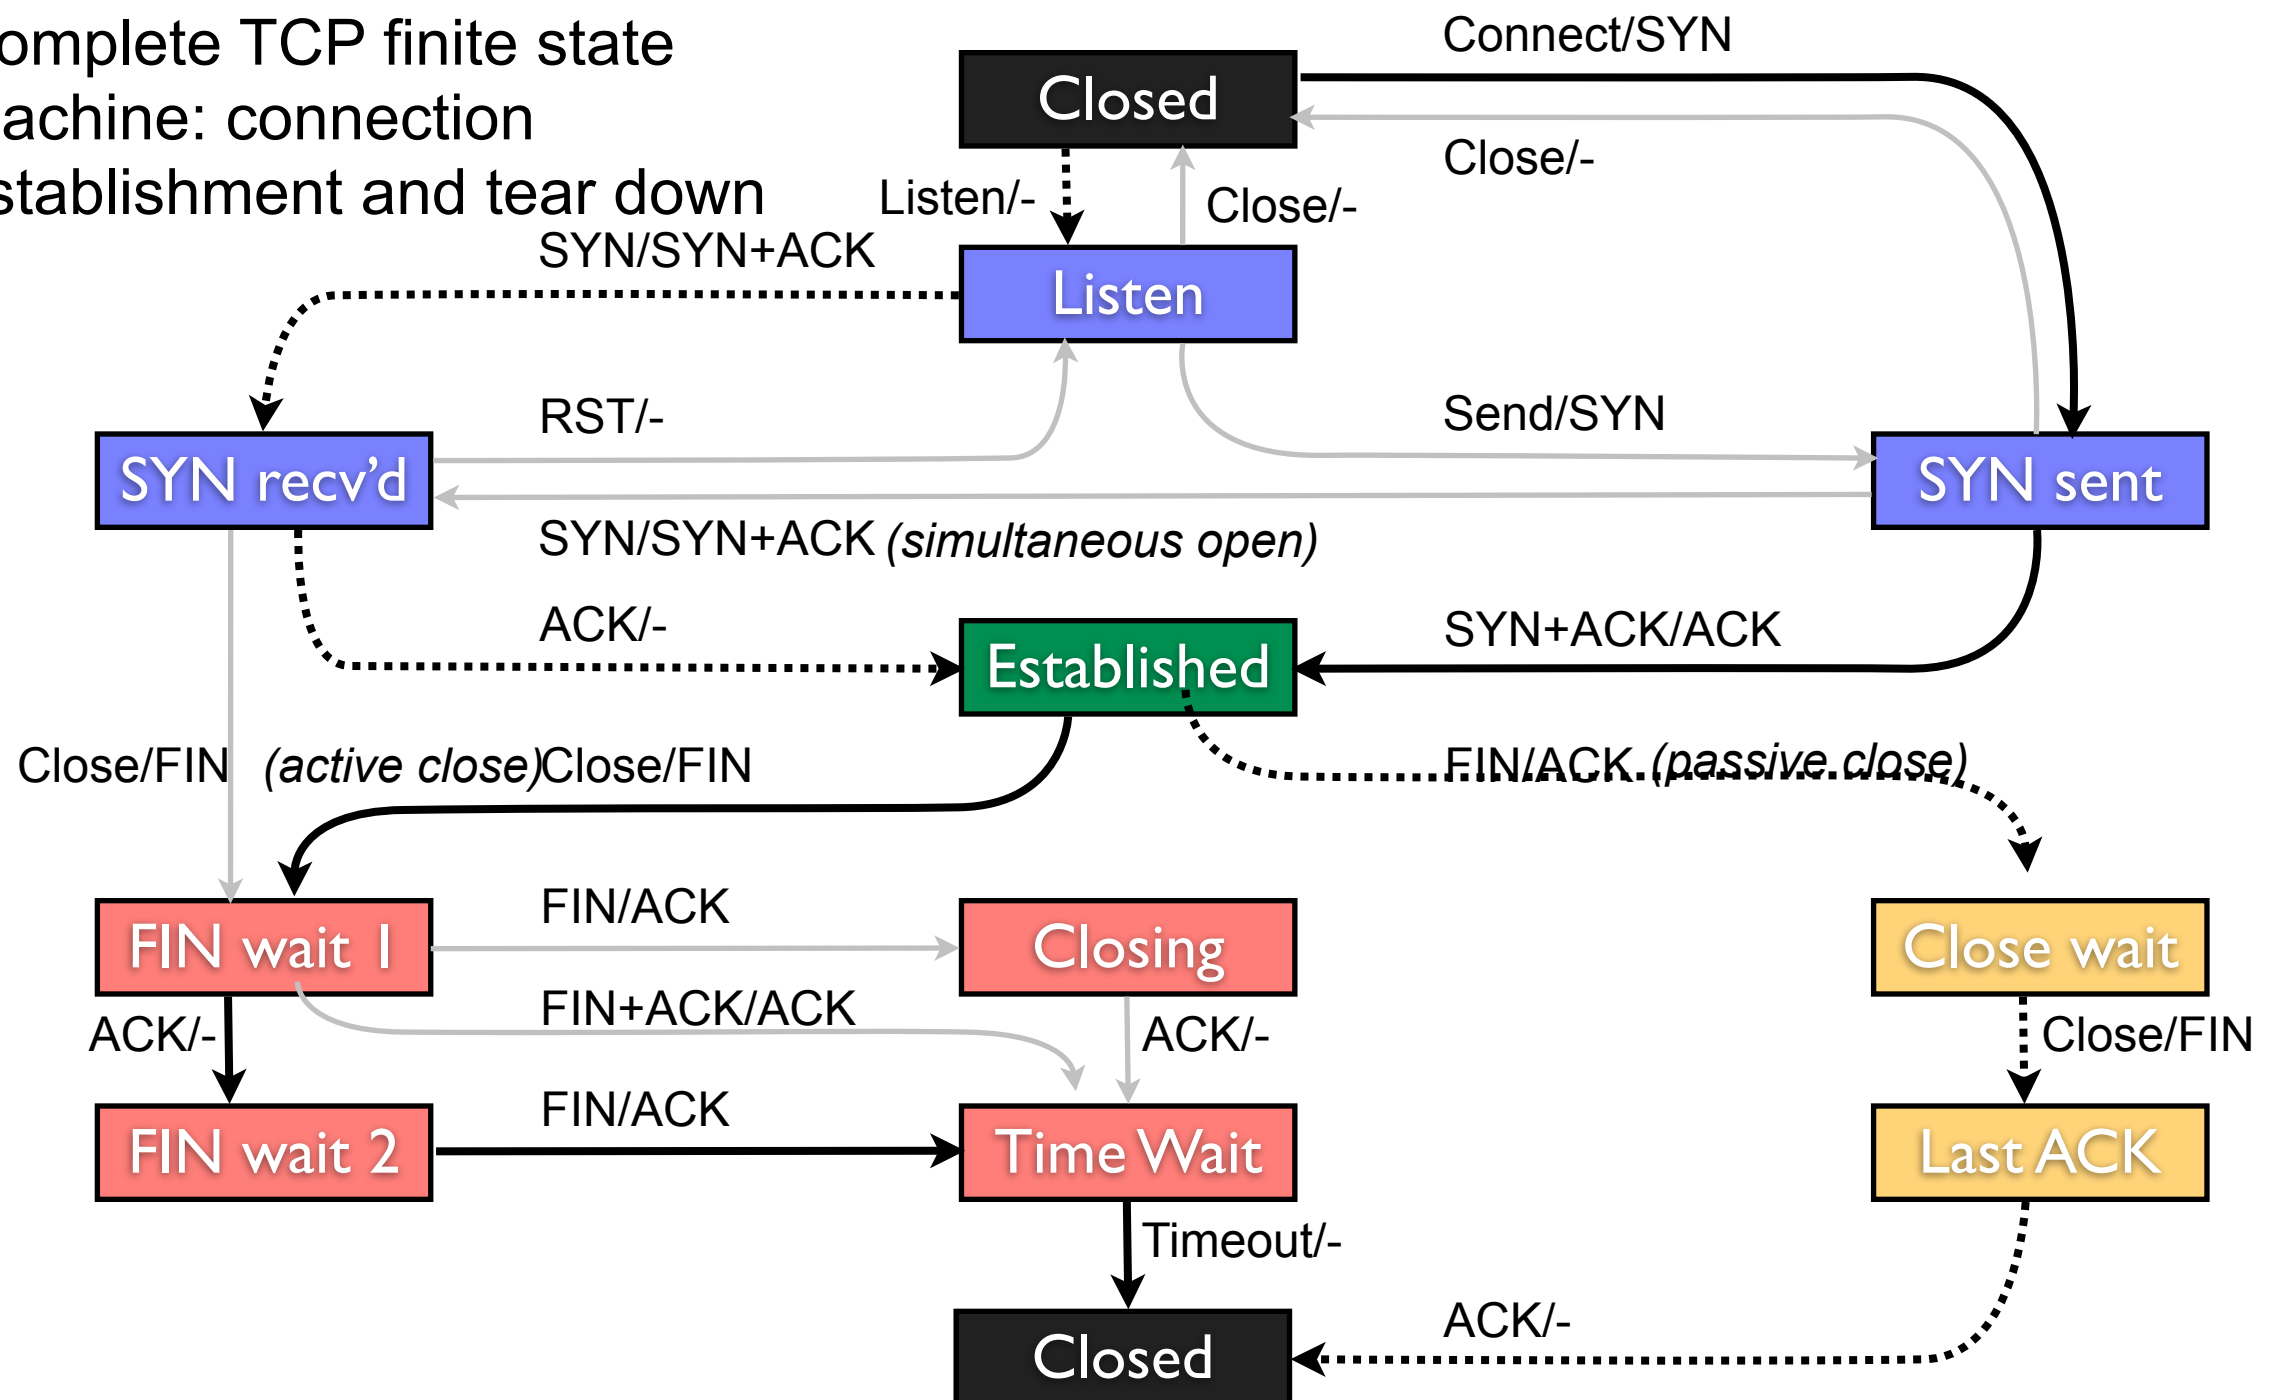 omplete TCP finite state
achine: connection
stablishment and tear down
Connect/SYN
Closed
Close/-
Listen/-
Close/-
SYN/SYN+ACK
Listen
RST/-
Send/SYN
SYN recv’d
SYN sent
SYN/SYN+ACK (simultaneous open)
ACK/-
SYN+ACK/ACK
Established
Close/FIN
(active close)Close/FIN
FIN/ACK (passive close)
FIN/ACK
FIN wait 1
Closing
Close wait
FIN+ACK/ACK
ACK/-
ACK/-
Close/FIN
FIN/ACK
FIN wait 2
Time Wait
Last ACK
Timeout/-
ACK/-
Closed